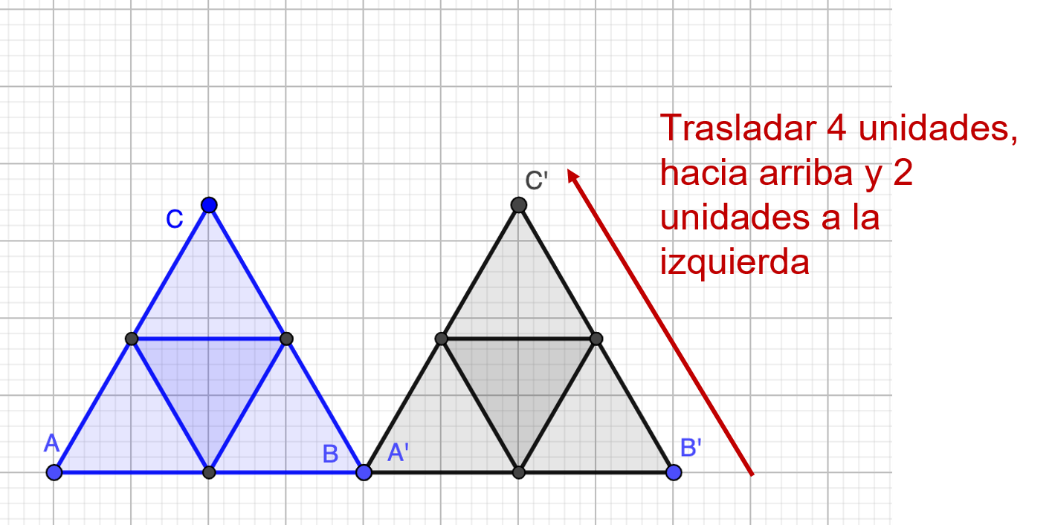 Trasladar 4 unidades,
hacia arriba y 2
unidades a la
izquierda
C'
C
A
B
A'
B'